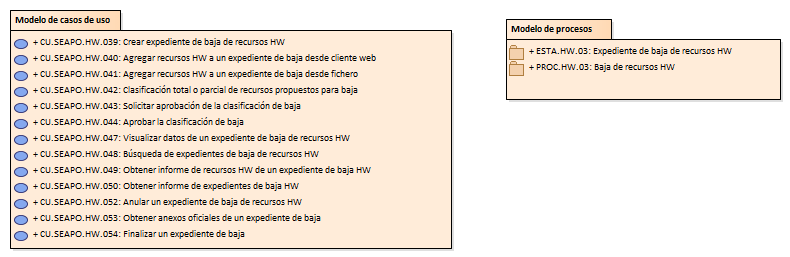 Modelo de casos de uso
+ CU.SEAPO.HW.039: Crear expediente de baja de recursos HW
+ CU.SEAPO.HW.040: Agregar recursos HW a un expediente de baja desde cliente web
+ CU.SEAPO.HW.041: Agregar recursos HW a un expediente de baja desde fichero
+ CU.SEAPO.HW.042: Clasificación total o parcial de recursos propuestos para baja
+ CU.SEAPO.HW.043: Solicitar aprobación de la clasificación de baja
+ CU.SEAPO.HW.044: Aprobar la clasificación de baja
+ CU.SEAPO.HW.047: Visualizar datos de un expediente de baja de recursos HW
+ CU.SEAPO.HW.048: Búsqueda de expedientes de baja de recursos HW
+ CU.SEAPO.HW.049: Obtener informe de recursos HW de un expediente de baja HW
+ CU.SEAPO.HW.050: Obtener informe de expedientes de baja HW
+ CU.SEAPO.HW.052: Anular un expediente de baja de recursos HW
+ CU.SEAPO.HW.053: Obtener anexos oficiales de un expediente de baja
+ CU.SEAPO.HW.054: Finalizar un expediente de baja
Modelo de procesos
+ ESTA.HW.03: Expediente de baja de recursos HW
+ PROC.HW.03: Baja de recursos HW